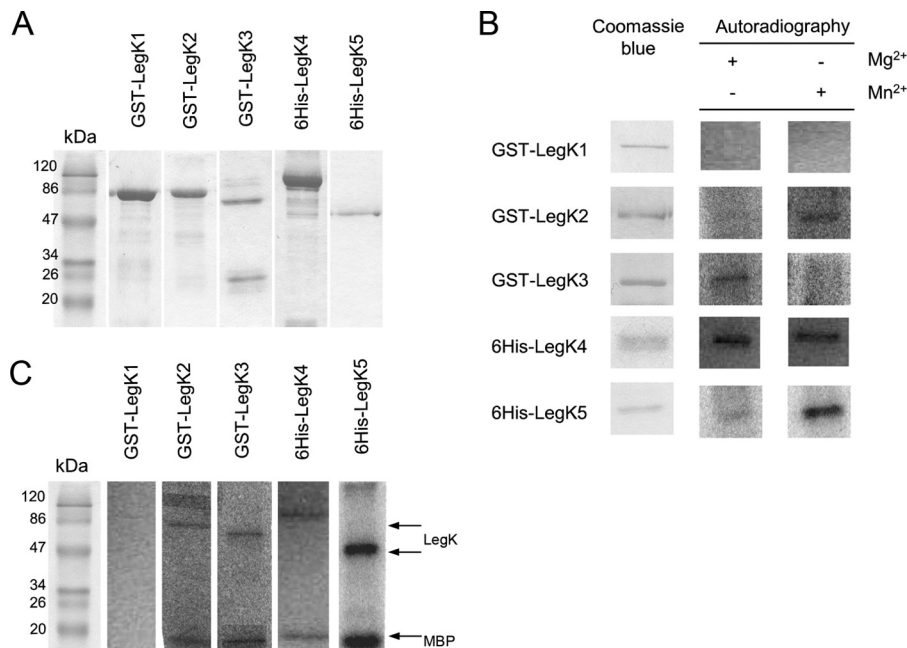 A
GST-LegK1
GST-LegK2
GST-LegK3
6His-LegK4
6His-LegK5
kDa
120
86
47
34
26
20
B
Coomassie
blue
Autoradiography
+ - Mg2+
- + Mn2+
GST-LegK1
GST-LegK2
GST-LegK3
6His-LegK4
6His-LegK5
C
GST-LegK1
GST-LegK2
GST-LegK3
6His-LegK4
6His-LegK5
kDa
120
86
47
34
26
20
LegK
MBP